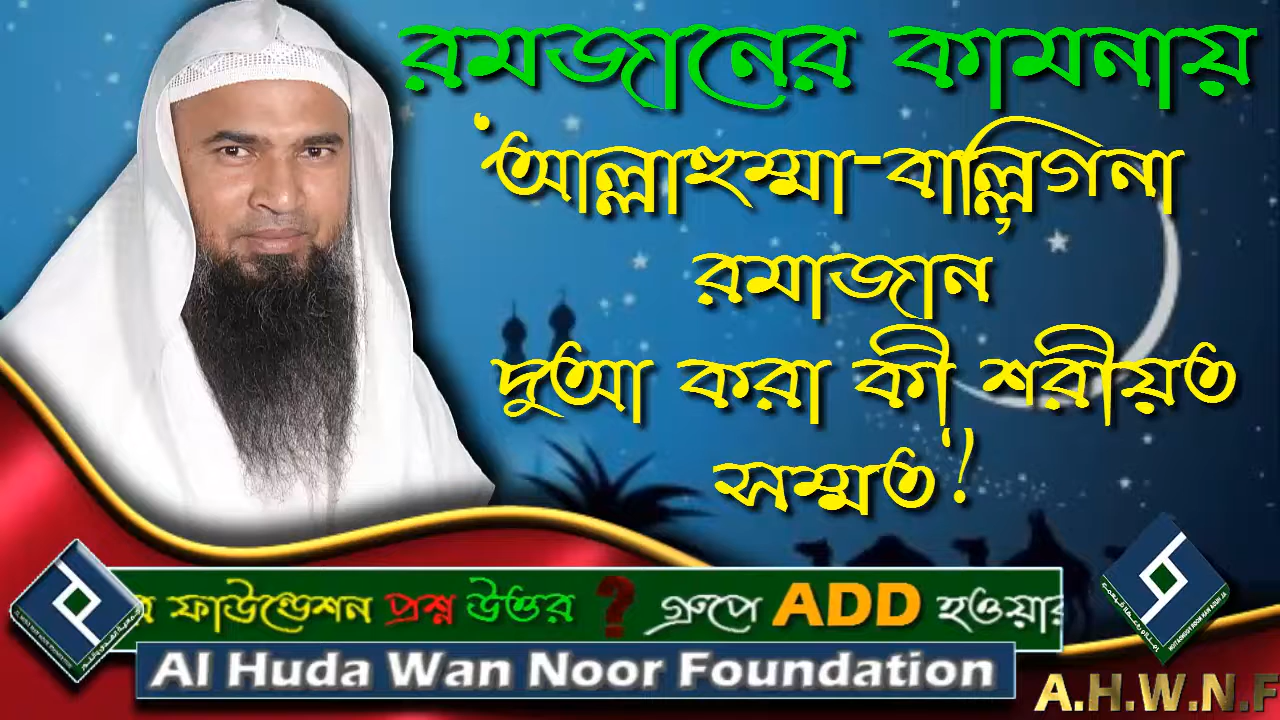 রমজানের কামনায়
'আল্লাহুম্মা-বাল্লিগনা
রমাজান
দুআ করা কী শরীয়ত
সম্মত'!
ফাউন্ডেশন প্রশ্ন উত্তর ? গ্রুপে ADD হওয়ার
Al Huda Wan Noor Foundation
A.H.W.N.F